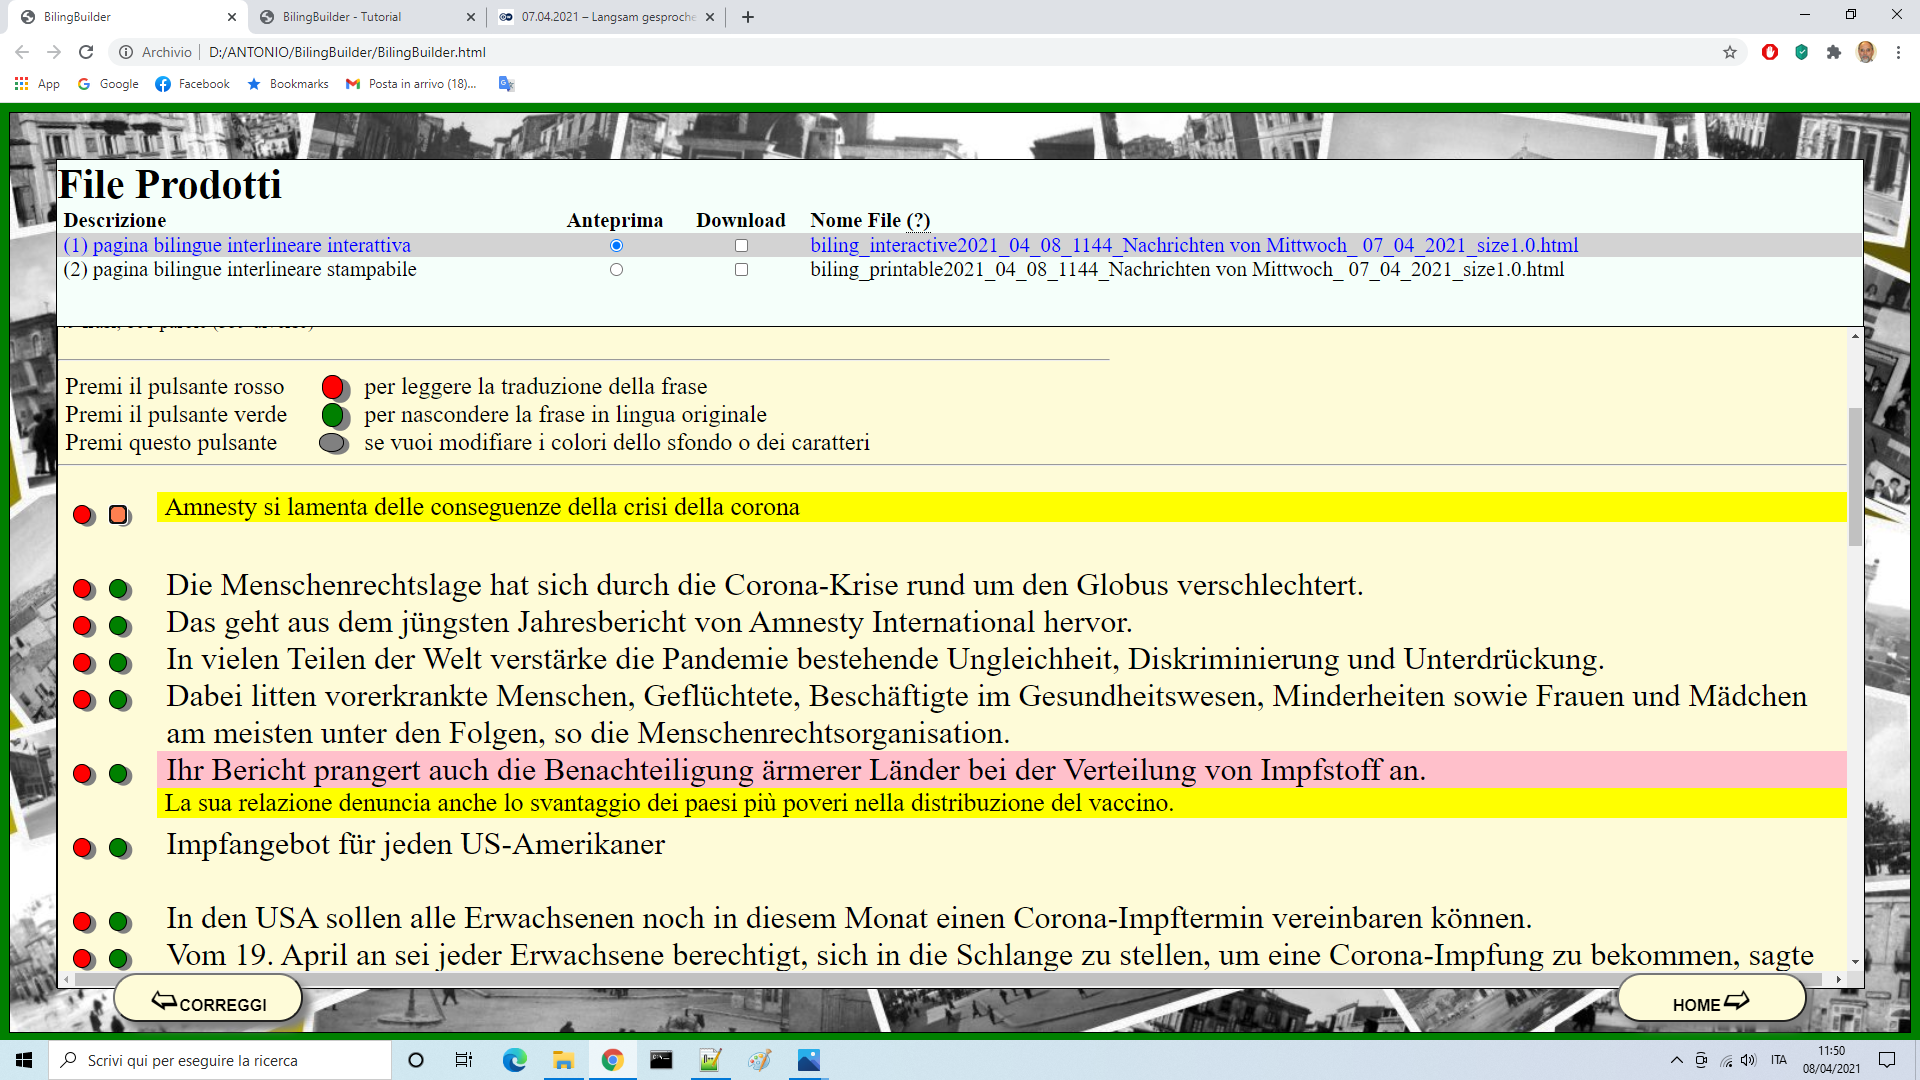 BilingBuilder
BilingBuilder - Tutorial
07.04.2021 – Langsam gesproche
Archivio
D:/ANTONIO/BilingBuilder/BilingBuilder.html
App
Google
Facebook
Bookmarks
Posta in arrivo (18)...
File Prodotti
Descrizione Anteprima Download Nome File (?)
(1) pagina bilingue interlineare interattiva biling_interactive2021_04_08_1144_Nachrichten von Mittwoch_ 07_04_2021_size1.0.html
(2) pagina bilingue interlineare stampabile biling_printable2021_04_08_1144_Nachrichten von Mittwoch_ 07_04_2021_size1.0.html
Premi il pulsante rosso per leggere la traduzione della frase
Premi il pulsante verde per nascondere la frase in lingua originale
Premi questo pulsante se vuoi modifiare i colori dello sfondo o dei caratteri
Amnesty si lamenta delle conseguenze della crisi della corona
Die Menschenrechtslage hat sich durch die Corona-Krise rund um den Globus verschlechtert.
Das geht aus dem jüngsten Jahresbericht von Amnesty International hervor.
In vielen Teilen der Welt verstärke die Pandemie bestehende Ungleichheit, Diskriminierung und Unterdrückung.
Dabei litten vorerkrankte Menschen, Geflüchtete, Beschäftigte im Gesundheitswesen, Minderheiten sowie Frauen und Mädchen
am meisten unter den Folgen, so die Menschenrechtsorganisation.
Ihr Bericht prangert auch die Benachteiligung ärmerer Länder bei der Verteilung von Impfstoff an.
La sua relazione denuncia anche lo svantaggio dei paesi più poveri nella distribuzione del vaccino.
Impfangebot für jeden US-Amerikaner
In den USA sollen alle Erwachsenen noch in diesem Monat einen Corona-Impftermin vereinbaren können.
Vom 19. April an sei jeder Erwachsene berechtigt, sich in die Schlange zu stellen, um eine Corona-Impfung zu bekommen, sagte
CORREGGI
HOME
Scrivi qui per eseguire la ricerca
ITA
11:50
08/04/2021